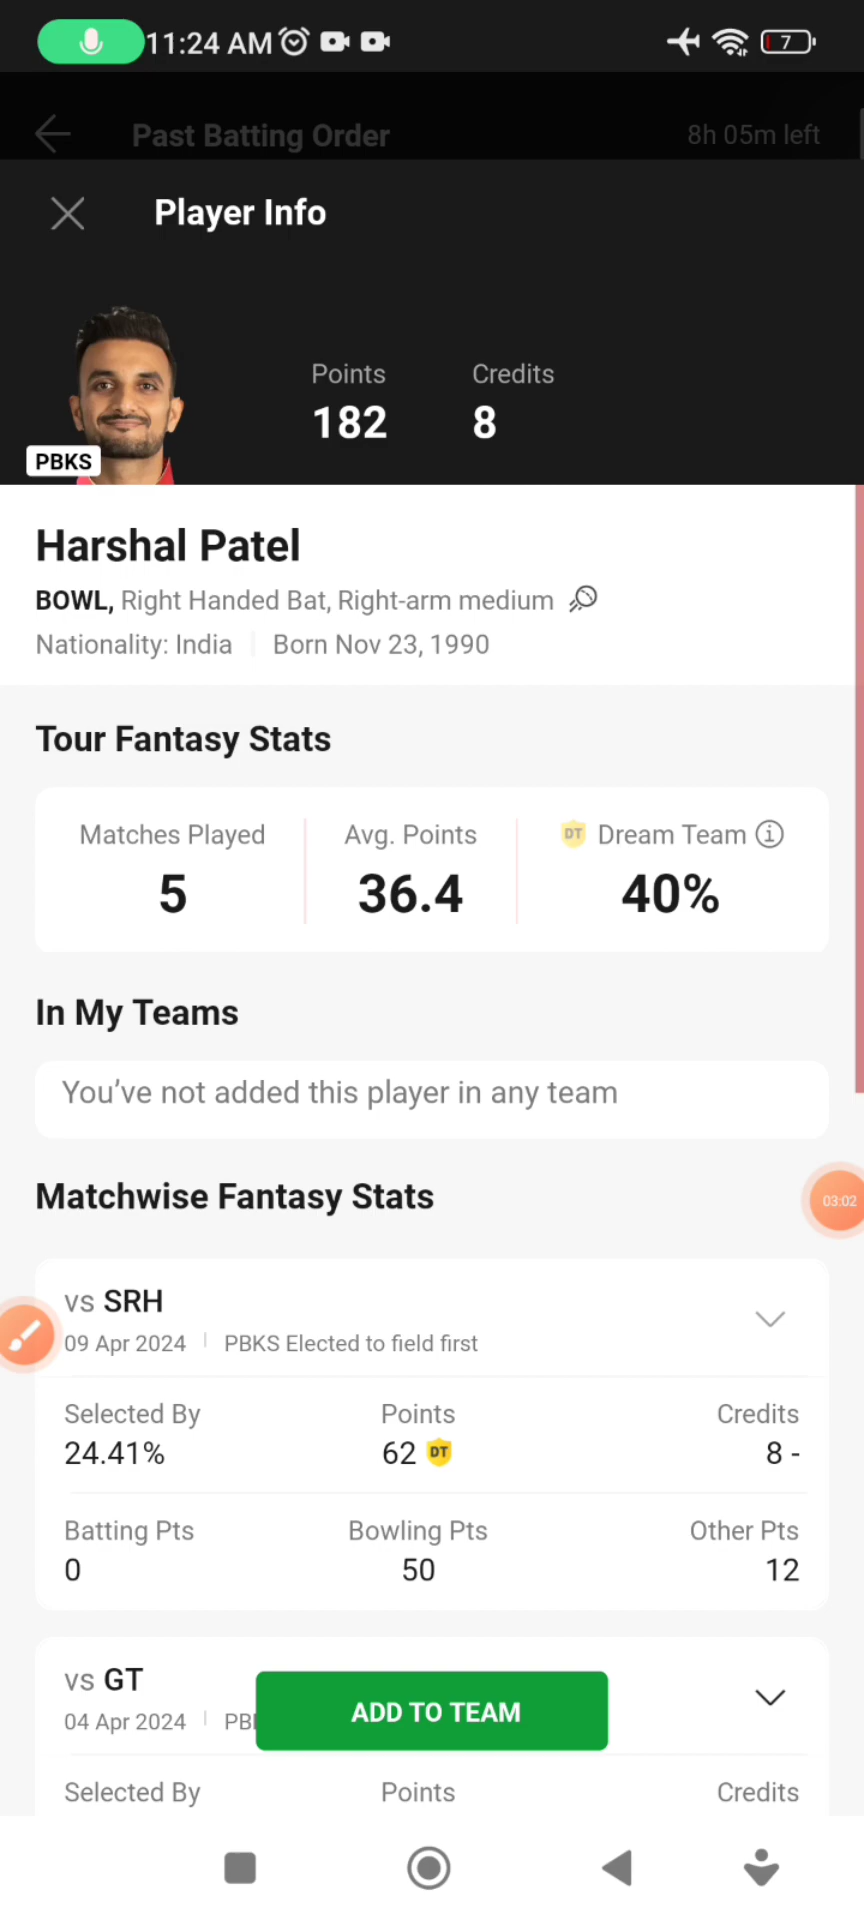 11:24 AM
7
Past Batting Order
8h 05m left
Player Info
Points
Credits
182
8
PBKS
Harshal Patel
BOWL, Right Handed Bat, Right-arm medium
Nationality: India
Born Nov 23, 1990
Tour Fantasy Stats
Matches Played
Avg. Points
DT Dream Team
5
36.4
40%
In My Teams
You’ve not added this player in any team
Matchwise Fantasy Stats
03:02
vs SRH
09 Apr 2024
PBKS Elected to field first
Selected By
Points
Credits
24.41%
62 DT
8 -
Batting Pts
Bowling Pts
Other Pts
0
50
12
vs GT
04 Apr 2024
ADD TO TEAM
Selected By
Points
Credits